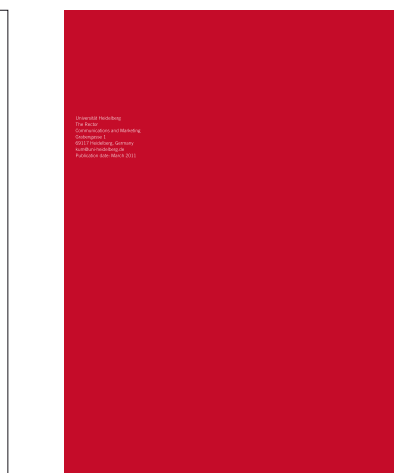 Universität Heidelberg
The Rector
Communications and Marketing
Grabengasse 1
69117 Heidelberg, Germany
kum@uni-heidelberg.de
Publication date: March 2011